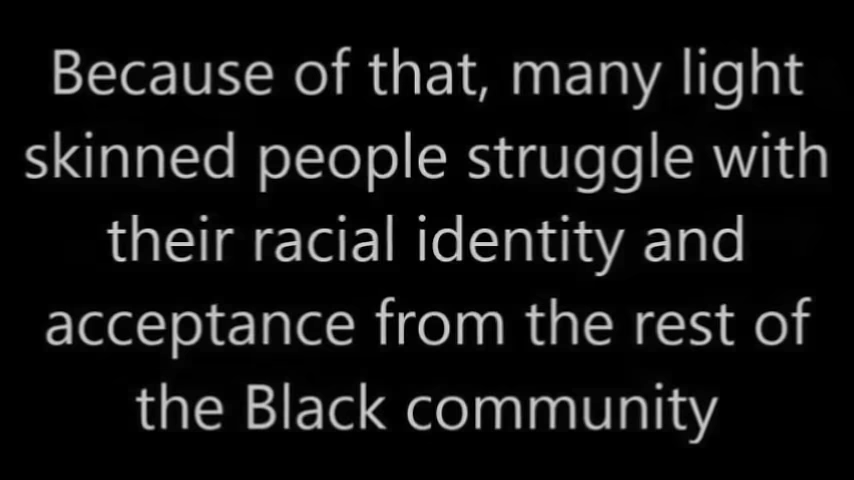 Because of that, many light
skinned people struggle with
their racial identity and
acceptance from the rest of
the Black community